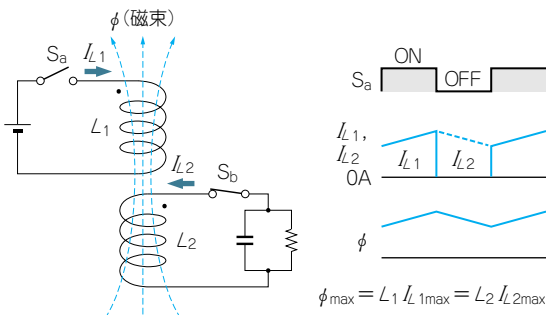 ϕ(磁束)
Sa
IL1
L1
IL2
Sb
L2
ON
Sa
OFF
IL1,
IL2
IL1
IL2
0A
ϕ
ϕmax=L1 IL1max=L2 IL2max